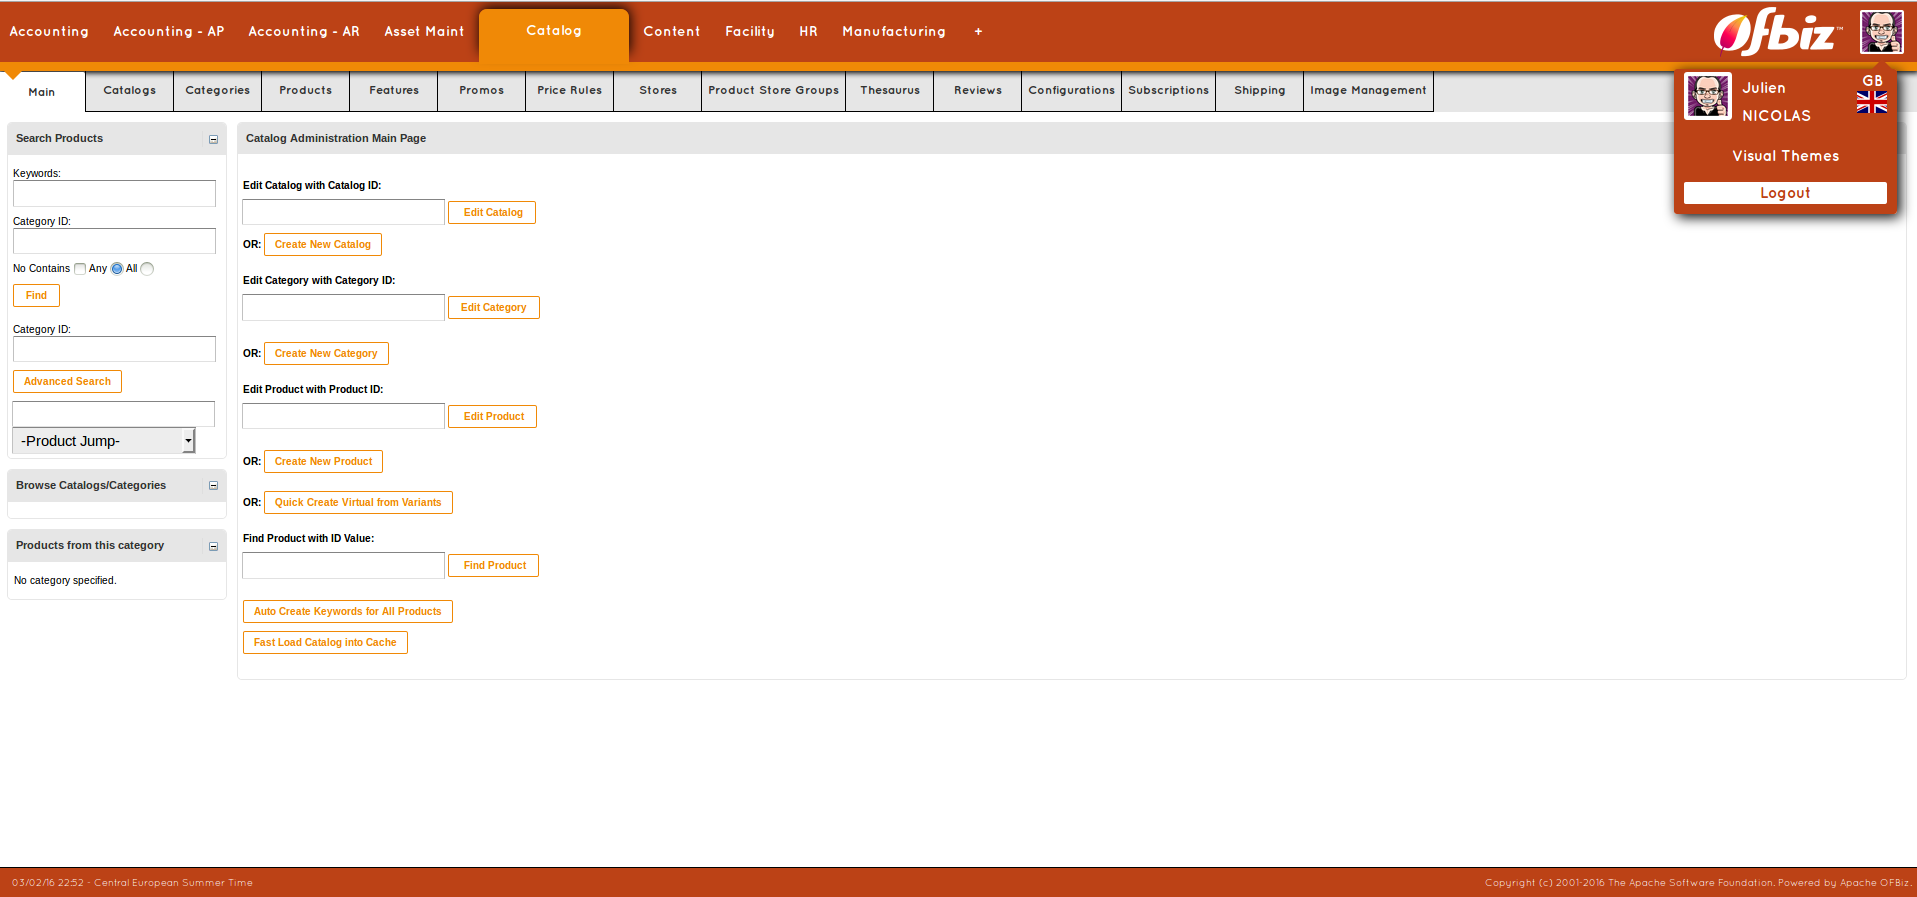 Accounting Accounting - AP Accounting - AR Asset Maint Catalog Content Facility HR Manufacturing + Ofbiz™
Main Catalogs Categories Products Features Promos Price Rules Stores Product Store Groups Thesaurus Reviews Configurations Subscriptions Shipping Image Management
Julien
NICOLAS
GB
Visual Themes
Logout
Search Products
Keywords:
Category ID:
No Contains Any All
Find
Category ID:
Advanced Search
-Product Jump-
Browse Catalogs/Categories
Products from this category
No category specified.
Catalog Administration Main Page
Edit Catalog with Catalog ID:
Edit Catalog
OR: Create New Catalog
Edit Category with Category ID:
Edit Category
OR: Create New Category
Edit Product with Product ID:
Edit Product
OR: Create New Product
OR: Quick Create Virtual from Variants
Find Product with ID Value:
Find Product
Auto Create Keywords for All Products
Fast Load Catalog into Cache
03/02/16 22:52 - Central European Summer Time
Copyright (c) 2001-2016 The Apache Software Foundation. Powered by Apache OFBiz.